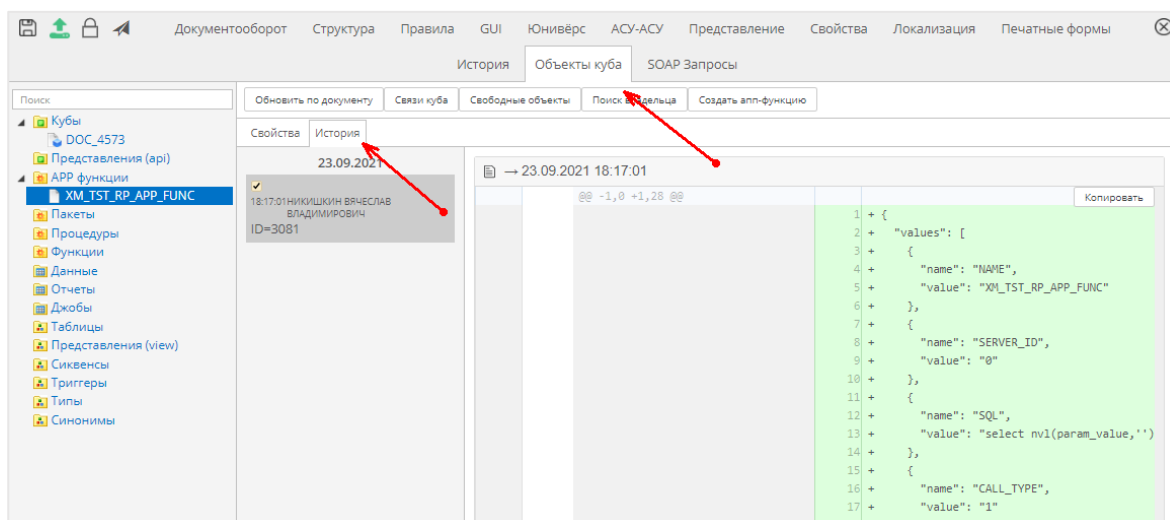 Документооборот Структура Правила GUI Юнивёрс АСУ-АСУ Представление Свойства Локализация Печатные формы
История Объекты куба SOAP Запросы
Поиск
Кубы
DOC_4573
Представления (api)
APP функции
XM_TST_RP_APP_FUNC
Пакеты
Процедуры
Функции
Данные
Отчеты
Джобы
Таблицы
Представления (view)
Сиквенсы
Триггеры
Типы
Синонимы
Обновить по документу Связи куба Свободные объекты Поиск владельца Создать апп-функцию
Свойства История
23.09.2021
18:17:01 НИКИШКИН ВЯЧЕСЛАВ
ВЛАДИМИРОВИЧ
ID=3081
→ 23.09.2021 18:17:01
@@ -1,0 +1,28 @@
Копировать
1 + {
2 + "values": [
3 + {
4 + "name": "NAME",
5 + "value": "XM_TST_RP_APP_FUNC"
6 + },
7 + {
8 + "name": "SERVER_ID",
9 + "value": "0"
10 + },
11 + {
12 + "name": "SQL",
13 + "value": "select nvl(param_value,'')
14 + },
15 + {
16 + "name": "CALL_TYPE",
17 + "value": "1"